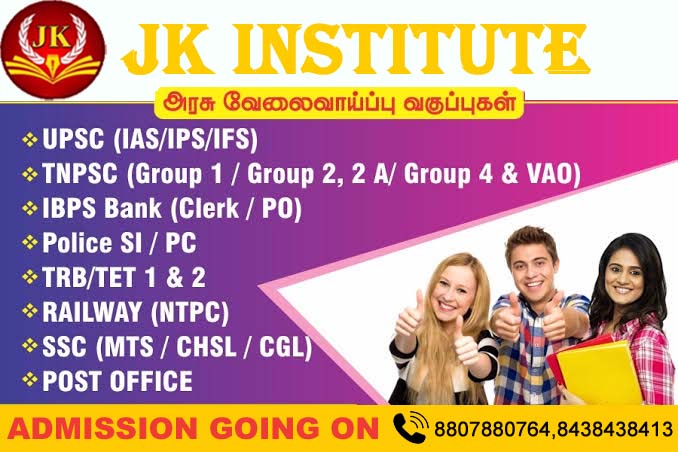 JK
JK INSTITUTE
அரசு வேலைவாய்ப்பு வகுப்புகள்
UPSC (IAS/IPS/IFS)
TNPSC (Group 1 / Group 2, 2 A/ Group 4 & VAO)
IBPS Bank (Clerk / PO)
Police SI / PC
TRB/TET 1 & 2
RAILWAY (NTPC)
SSC (MTS / CHSL / CGL)
POST OFFICE
ADMISSION GOING ON 8807880764,8438438413